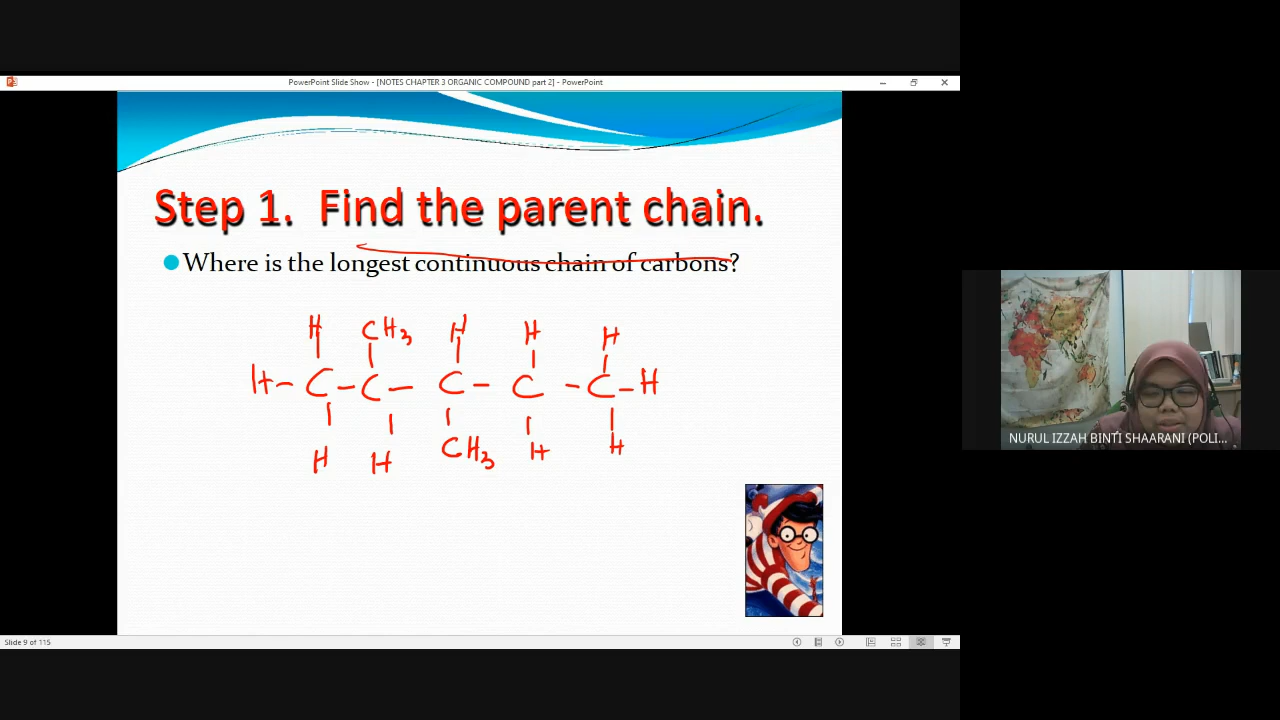 PowerPoint Slide Show - [NOTES CHAPTER 3 ORGANIC COMPOUND part 2] - PowerPoint
Step 1. Find the parent chain.
Where is the longest continuous chain of carbons?
H CH3 H H H
H-C-C-C-C-C-H
H H CH3 H H
NURUL IZZAH BINTI SHAARANI (POLI...
Slide 9 of 115